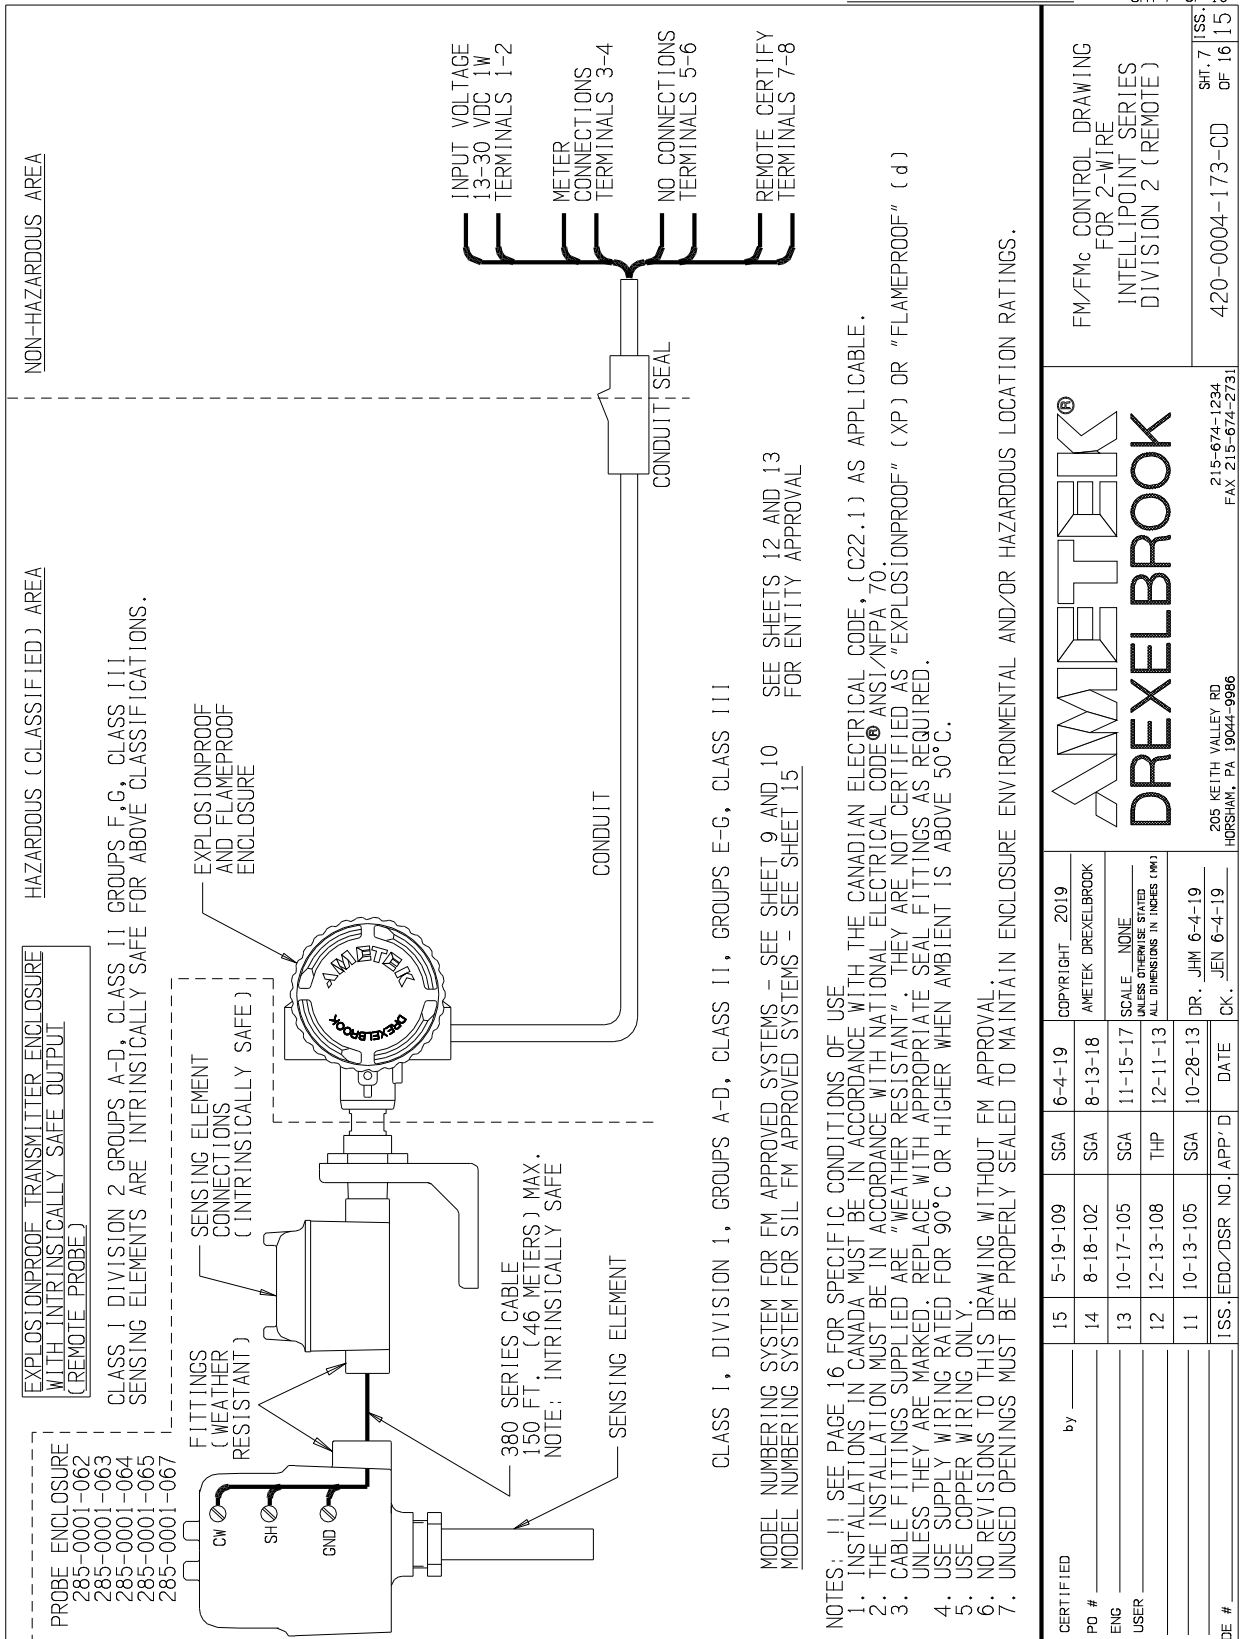 EXPLOSIONPROOF TRANSMITTER ENCLOSURE
WITH INTRINSICALLY SAFE OUTPUT
(REMOTE PROBE)
HAZARDOUS (CLASSIFIED) AREA
NON-HAZARDOUS AREA
PROBE ENCLOSURE
285-0001-062
285-0001-063
285-0001-064
285-0001-065
285-0001-067
CLASS I DIVISION 2 GROUPS A-D, CLASS II GROUPS F,G, CLASS III
SENSING ELEMENTS ARE INTRINSICALLY SAFE FOR ABOVE CLASSIFICATIONS.
FITTINGS
(WEATHER
RESISTANT)
SENSING ELEMENT
CONNECTIONS
(INTRINSICALLY SAFE)
EXPLOSIONPROOF
AND FLAMEPROOF
ENCLOSURE
CW
SH
GND
AMETEK
DREXELBROOK
380 SERIES CABLE
150 FT. (46 METERS) MAX.
NOTE: INTRINSICALLY SAFE
SENSING ELEMENT
CONDUIT
CONDUIT SEAL
INPUT VOLTAGE
13-30 VDC 1W
TERMINALS 1-2
METER
CONNECTIONS
TERMINALS 3-4
NO CONNECTIONS
TERMINALS 5-6
REMOTE CERTIFY
TERMINALS 7-8
CLASS I, DIVISION 1, GROUPS A-D, CLASS II, GROUPS E-G, CLASS III
MODEL NUMBERING SYSTEM FOR FM APPROVED SYSTEMS - SEE SHEET 9 AND 10
MODEL NUMBERING SYSTEM FOR SIL FM APPROVED SYSTEMS - SEE SHEET 15
SEE SHEETS 12 AND 13
FOR ENTITY APPROVAL
NOTES: !! SEE PAGE 16 FOR SPECIFIC CONDITIONS OF USE
1. INSTALLATIONS IN CANADA MUST BE IN ACCORDANCE WITH THE CANADIAN ELECTRICAL CODE, (C22.1) AS APPLICABLE.
2. THE INSTALLATION MUST BE IN ACCORDANCE WITH NATIONAL ELECTRICAL CODE® ANSI/NFPA 70.
3. CABLE FITTINGS SUPPLIED ARE "WEATHER RESISTANT". THEY ARE NOT CERTIFIED AS "EXPLOSIONPROOF" (XP) OR "FLAMEPROOF" (d)
UNLESS THEY ARE MARKED. REPLACE WITH APPROPRIATE SEAL FITTINGS AS REQUIRED.
4. USE SUPPLY WIRING RATED FOR 90°C OR HIGHER WHEN AMBIENT IS ABOVE 50°C.
5. USE COPPER WIRING ONLY.
6. NO REVISIONS TO THIS DRAWING WITHOUT FM APPROVAL.
7. UNUSED OPENINGS MUST BE PROPERLY SEALED TO MAINTAIN ENCLOSURE ENVIRONMENTAL AND/OR HAZARDOUS LOCATION RATINGS.
CERTIFIED by
PO #
ENG
USER
DE #
15 5-19-109 SGA 6-4-19
14 8-18-102 SGA 8-13-18
13 10-17-105 SGA 11-15-17
12 12-13-108 THP 12-11-13
11 10-13-105 SGA 10-28-13
ISS. EDO/DSR NO. APP'D DATE
COPYRIGHT 2019
AMETEK DREXELBROOK
SCALE NONE
UNLESS OTHERWISE STATED
ALL DIMENSIONS IN INCHES (MM)
DR. JHM 6-4-19
CK. JEN 6-4-19
AMETEK®
DREXELBROOK
205 KEITH VALLEY RD
HORSHAM, PA 19044-9986
215-674-1234
FAX 215-674-2731
FM/FMc CONTROL DRAWING
FOR 2-WIRE
INTELLIPOINT SERIES
DIVISION 2 (REMOTE)
420-0004-173-CD
SHT. 7
OF 16
ISS.
15